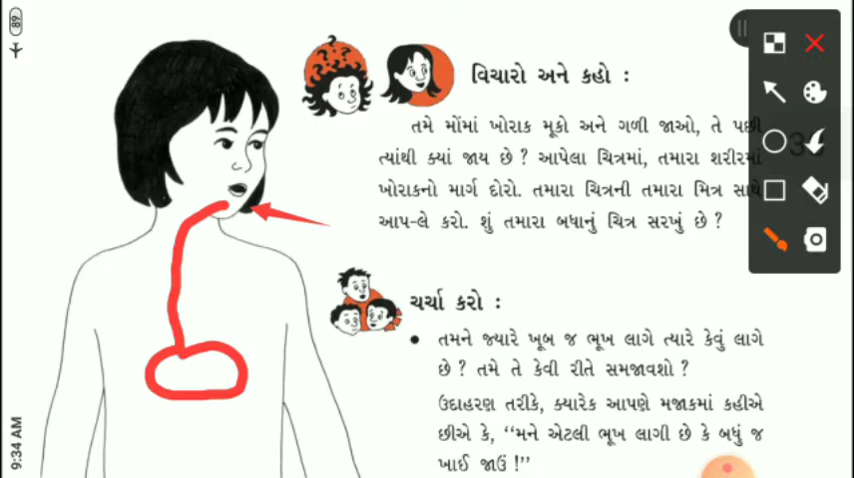 89
9:34 AM
વિચારો અને કહો :
તમે મોંમાં ખોરાક મૂકો અને ગળી જાઓ, તે પછી
ત્યાંથી ક્યાં જાય છે ? આપેલા ચિત્રમાં, તમારા શરીરમાં
ખોરાકનો માર્ગ દોરો. તમારા ચિત્રની તમારા મિત્ર સાથે
આપ-લે કરો. શું તમારા બધાનું ચિત્ર સરખું છે ?
ચર્ચા કરો :
• તમને જ્યારે ખૂબ જ ભૂખ લાગે ત્યારે કેવું લાગે
છે ? તમે તે કેવી રીતે સમજાવશો ?
ઉદાહરણ તરીકે, ક્યારેક આપણે મજાકમાં કહીએ
છીએ કે, ‘‘મને એટલી ભૂખ લાગી છે કે બધું જ
ખાઈ જાઉં !’’